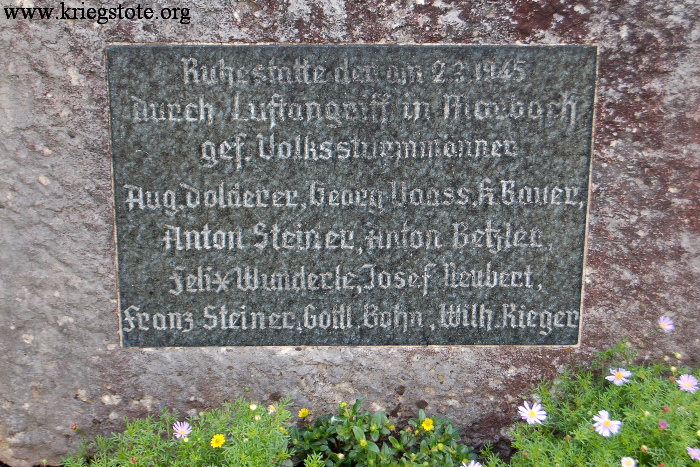 www.kriegstote.org
Ruhestätte der am 2.3.1945
durch Luftangriff in Marbach
gef. Volkssturmmänner
Aug. Dolderer, Georg Vaass, K. Bauer,
Anton Steiner, Anton Betzler,
Felix Wunderle, Josef Neubert,
Franz Steiner, Gottl. Bohn, Wilh. Rieger